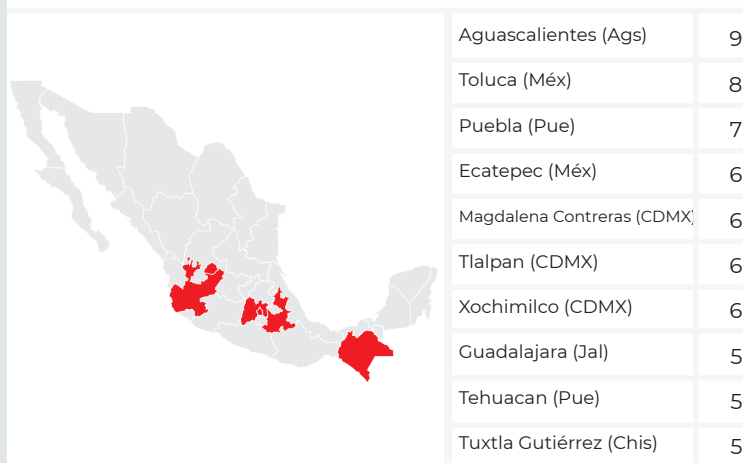 Aguascalientes (Ags) 9
Toluca (Méx) 8
Puebla (Pue) 7
Ecatepec (Méx) 6
Magdalena Contreras (CDMX) 6
Tlalpan (CDMX) 6
Xochimilco (CDMX) 6
Guadalajara (Jal) 5
Tehuacan (Pue) 5
Tuxtla Gutiérrez (Chis) 5